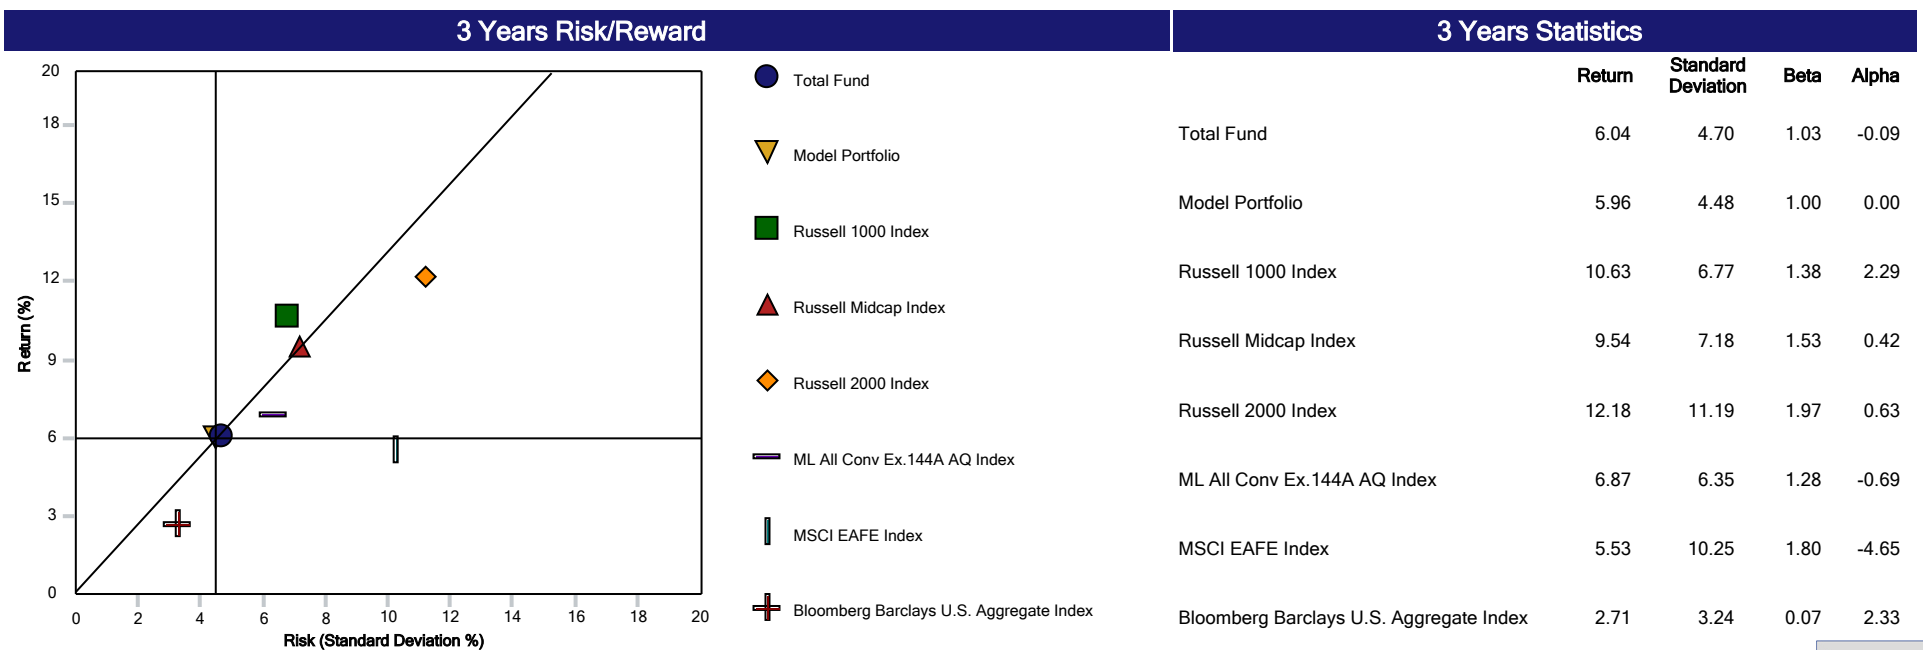 3 Years Risk/Reward
3 Years Statistics
20
18
15
12
9
6
3
0
Return (%)
0 2 4 6 8 10 12 14 16 18 20
Risk (Standard Deviation %)
Total Fund
Model Portfolio
Russell 1000 Index
Russell Midcap Index
Russell 2000 Index
ML All Conv Ex.144A AQ Index
MSCI EAFE Index
Bloomberg Barclays U.S. Aggregate Index
Return Standard Deviation Beta Alpha
Total Fund 6.04 4.70 1.03 -0.09
Model Portfolio 5.96 4.48 1.00 0.00
Russell 1000 Index 10.63 6.77 1.38 2.29
Russell Midcap Index 9.54 7.18 1.53 0.42
Russell 2000 Index 12.18 11.19 1.97 0.63
ML All Conv Ex.144A AQ Index 6.87 6.35 1.28 -0.69
MSCI EAFE Index 5.53 10.25 1.80 -4.65
Bloomberg Barclays U.S. Aggregate Index 2.71 3.24 0.07 2.33